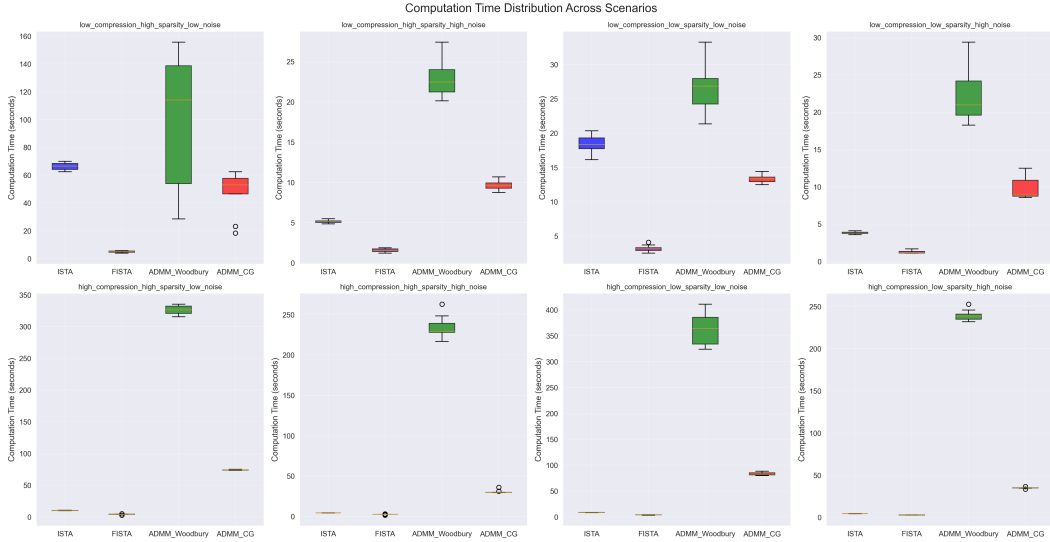 Computation Time Distribution Across Scenarios
low_compression_high_sparsity_low_noise
Computation Time (seconds)
160
140
120
100
80
60
40
20
0
ISTA FISTA ADMM_Woodbury ADMM_CG
low_compression_high_sparsity_high_noise
Computation Time (seconds)
25
20
15
10
5
0
ISTA FISTA ADMM_Woodbury ADMM_CG
low_compression_low_sparsity_low_noise
Computation Time (seconds)
30
25
20
15
10
5
ISTA FISTA ADMM_Woodbury ADMM_CG
low_compression_low_sparsity_high_noise
Computation Time (seconds)
30
25
20
15
10
5
0
ISTA FISTA ADMM_Woodbury ADMM_CG
high_compression_high_sparsity_low_noise
Computation Time (seconds)
350
300
250
200
150
100
50
0
ISTA FISTA ADMM_Woodbury ADMM_CG
high_compression_high_sparsity_high_noise
Computation Time (seconds)
250
200
150
100
50
0
ISTA FISTA ADMM_Woodbury ADMM_CG
high_compression_low_sparsity_low_noise
Computation Time (seconds)
400
350
300
250
200
150
100
50
0
ISTA FISTA ADMM_Woodbury ADMM_CG
high_compression_low_sparsity_high_noise
Computation Time (seconds)
250
200
150
100
50
0
ISTA FISTA ADMM_Woodbury ADMM_CG